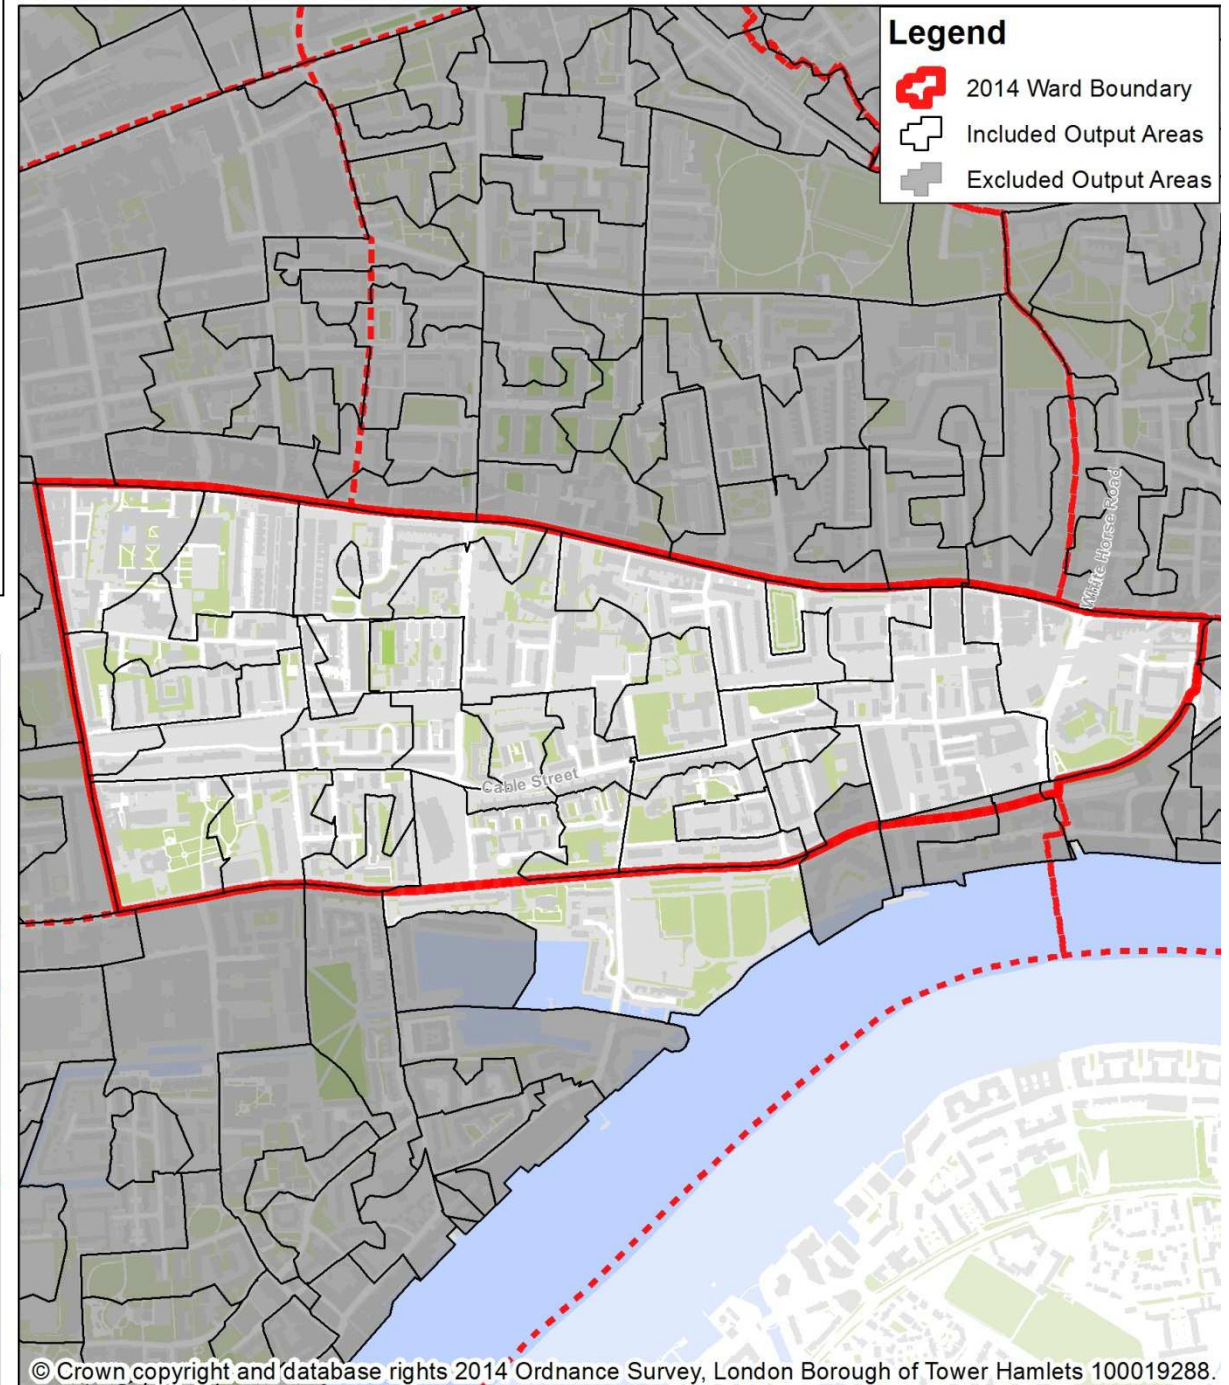 Legend
2014 Ward Boundary
Included Output Areas
Excluded Output Areas
White Horse Road
Cable Street
© Crown copyright and database rights 2014 Ordnance Survey, London Borough of Tower Hamlets 100019288.